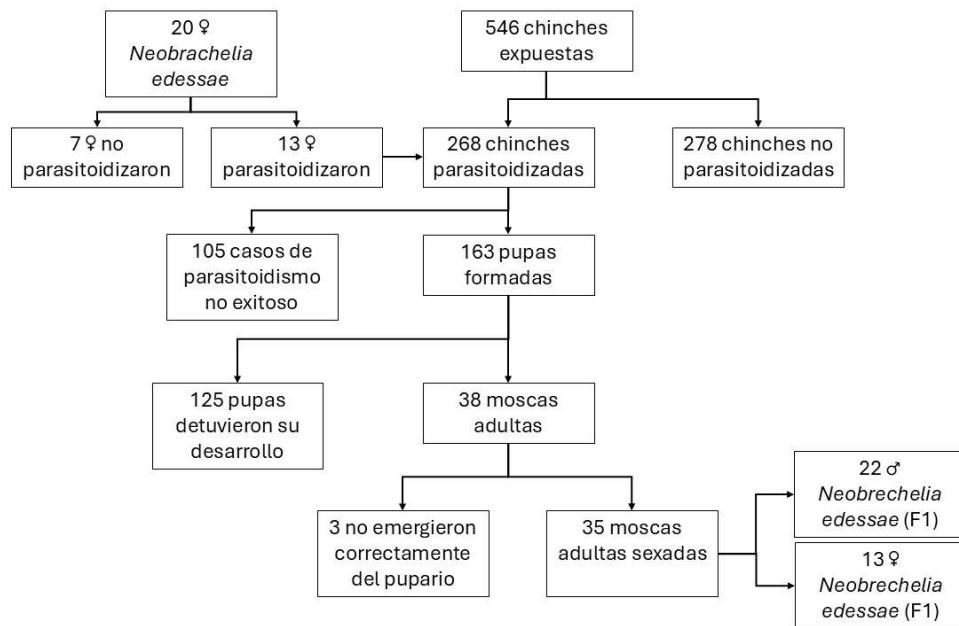 20 ♀
Neobrachelia
edessae
546 chinches
expuestas
7 ♀ no
parasitoidizaron
13 ♀
parasitoidizaron
268 chinches
parasitoidizadas
278 chinches no
parasitoidizadas
105 casos de
parasitoidismo
no exitoso
163 pupas
formadas
125 pupas
detuvieron su
desarrollo
38 moscas
adultas
3 no emergieron
correctamente
del pupario
35 moscas
adultas sexadas
22 ♂
Neobrechelia
edessae (F1)
13 ♀
Neobrechelia
edessae (F1)